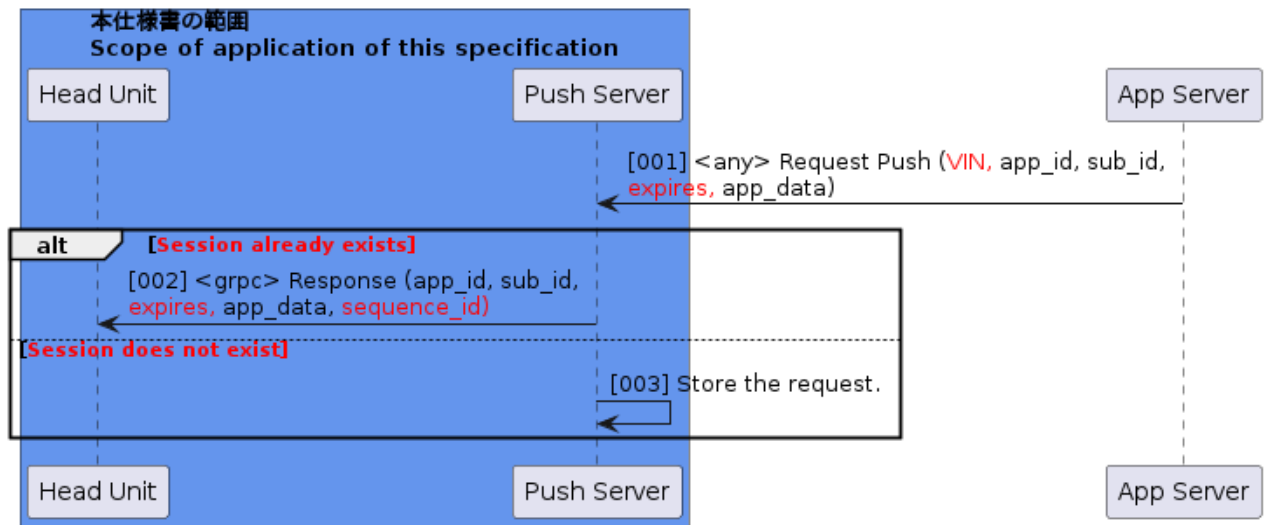 本仕様書の範囲
Scope of application of this specification
Head Unit
Push Server
App Server
[001] <any> Request Push (VIN, app_id, sub_id,
expires, app_data)
alt
[Session already exists]
[002] <grpc> Response (app_id, sub_id,
expires, app_data, sequence_id)
[Session does not exist]
[003] Store the request.
Head Unit
Push Server
App Server